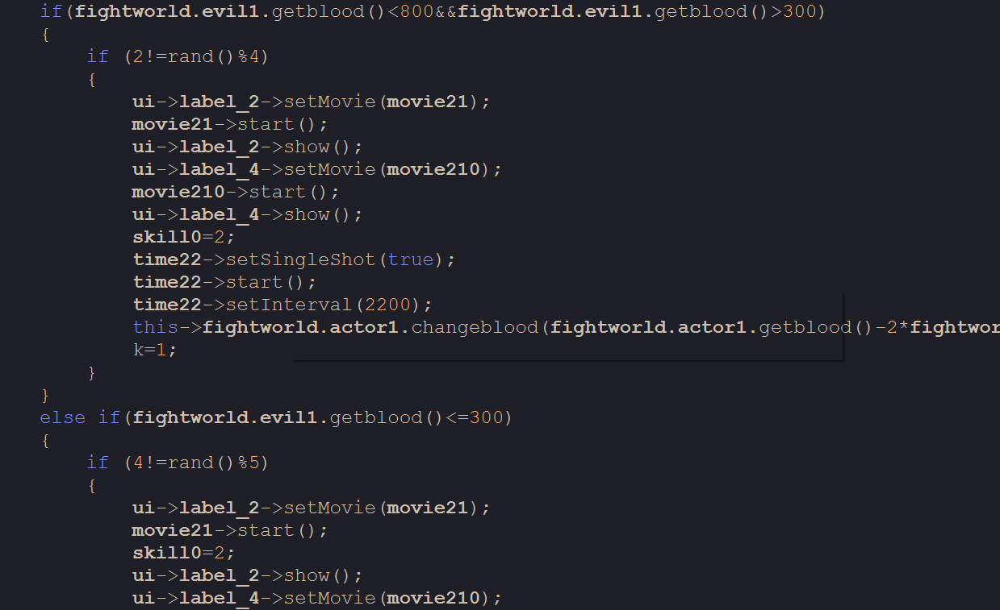 if(fightworld.evil1.getblood()<800&&fightworld.evil1.getblood()>300)
{
if (2!=rand()%4)
{
ui->label_2->setMovie(movie21);
movie21->start();
ui->label_2->show();
ui->label_4->setMovie(movie210);
movie210->start();
ui->label_4->show();
skill0=2;
time22->setSingleShot(true);
time22->start();
time22->setInterval(2200);
this->fightworld.actor1.changeblood(fightworld.actor1.getblood()-2*fightwor
k=1;
}
}
else if(fightworld.evil1.getblood()<=300)
{
if (4!=rand()%5)
{
ui->label_2->setMovie(movie21);
movie21->start();
skill0=2;
ui->label_2->show();
ui->label_4->setMovie(movie210);